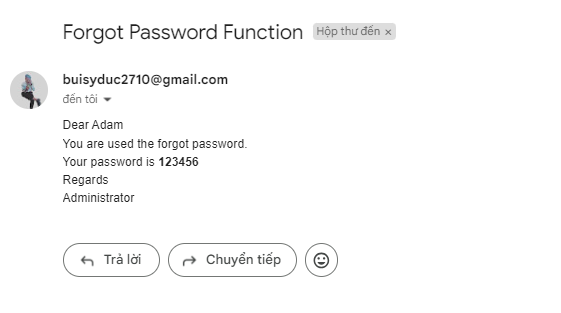 Forgot Password Function Hộp thư đến ×
buisyduc2710@gmail.com
đến tôi
Dear Adam
You are used the forgot password.
Your password is 123456
Regards
Administrator
Trả lời Chuyển tiếp